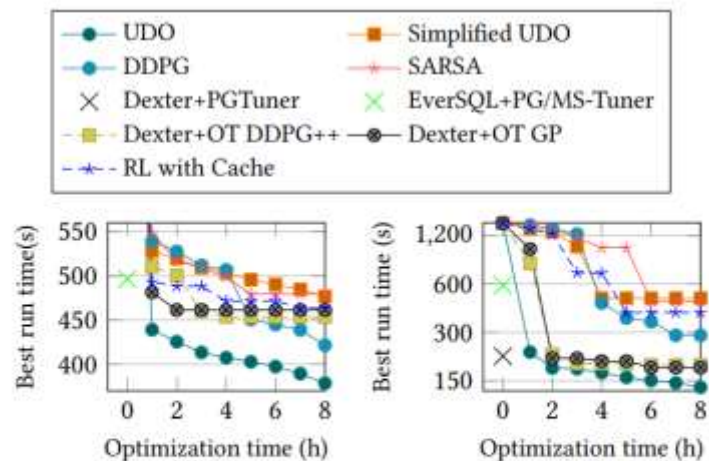 UDO
Simplified UDO
DDPG
SARSA
Dexter+PGTuner
EverSQL+PG/MS-Tuner
Dexter+OT DDPG++
Dexter+OT GP
RL with Cache
Best run time(s)
550
500
450
400
0 2 4 6 8
Optimization time (h)
Best run time (s)
1,200
600
300
150
0 2 4 6 8
Optimization time (h)